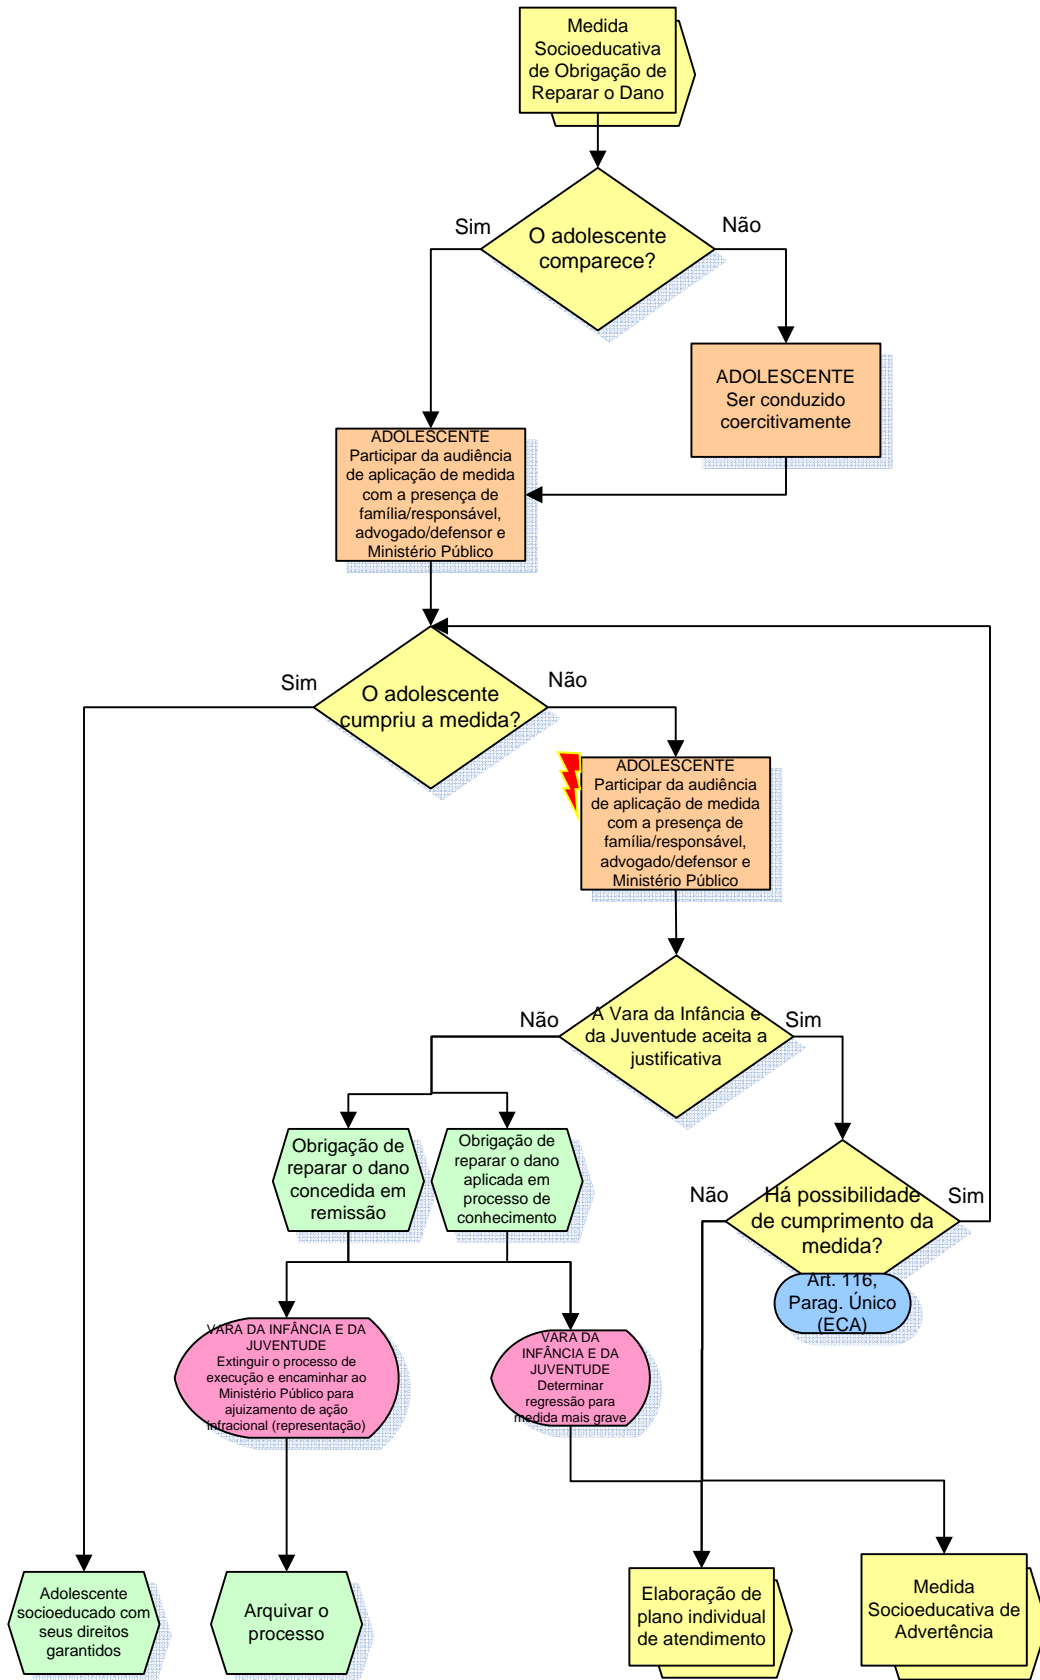 Medida
Socioeducativa
de Obrigação de
Reparar o Dano
Sim
Não
O adolescente
comparece?
ADOLESCENTE
Ser conduzido
coercitivamente
ADOLESCENTE
Participar da audiência
de aplicação de medida
com a presença de
família/responsável,
advogado/defensor e
Ministério Público
Sim
Não
O adolescente
cumpriu a medida?
ADOLESCENTE
Participar da audiência
de aplicação de medida
com a presença de
família/responsável,
advogado/defensor e
Ministério Público
Não
Sim
A Vara da Infância e
da Juventude aceita a
justificativa
Obrigação de
reparar o dano
concedida em
remissão
Obrigação de
reparar o dano
aplicada em
processo de
conhecimento
Não
Sim
Há possibilidade
de cumprimento da
medida?
Art. 116,
Parag. Único
(ECA)
VARA DA INFÂNCIA E DA
JUVENTUDE
Extinguir o processo de
execução e encaminhar ao
Ministério Público para
ajuizamento de ação
infracional (representação)
VARA DA
INFÂNCIA E DA
JUVENTUDE
Determinar
regressão para
medida mais grave
Adolescente
socioeducado com
seus direitos
garantidos
Arquivar o
processo
Elaboração de
plano individual
de atendimento
Medida
Socioeducativa de
Advertência